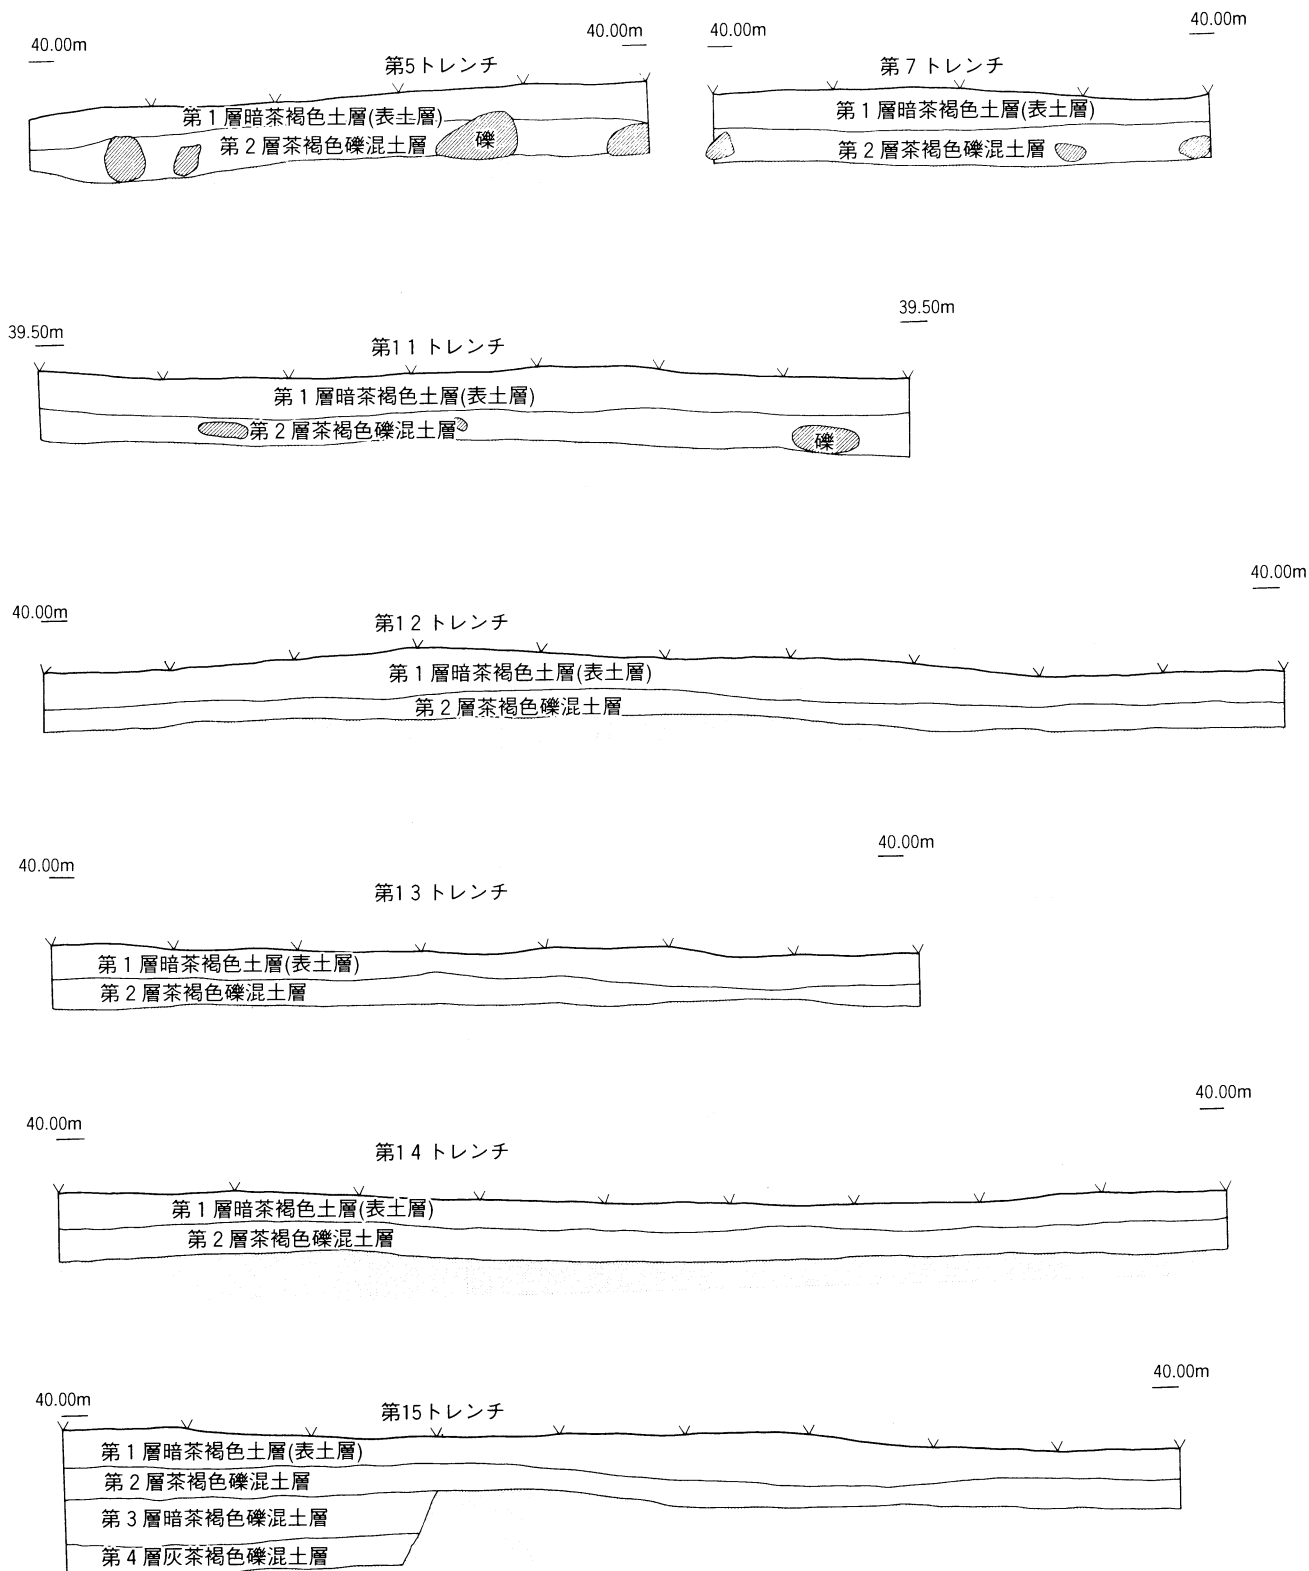 40.00m
40.00m
第5トレンチ
第1層暗茶褐色土層(表土層)
第2層茶褐色礫混土層
礫
40.00m
40.00m
第7トレンチ
第1層暗茶褐色土層(表土層)
第2層茶褐色礫混土層
39.50m
39.50m
第11トレンチ
第1層暗茶褐色土層(表土層)
第2層茶褐色礫混土層
礫
40.00m
40.00m
第12トレンチ
第1層暗茶褐色土層(表土層)
第2層茶褐色礫混土層
40.00m
40.00m
第13トレンチ
第1層暗茶褐色土層(表土層)
第2層茶褐色礫混土層
40.00m
40.00m
第14トレンチ
第1層暗茶褐色土層(表土層)
第2層茶褐色礫混土層
40.00m
40.00m
第15トレンチ
第1層暗茶褐色土層(表土層)
第2層茶褐色礫混土層
第3層暗茶褐色礫混土層
第4層灰茶褐色礫混土層